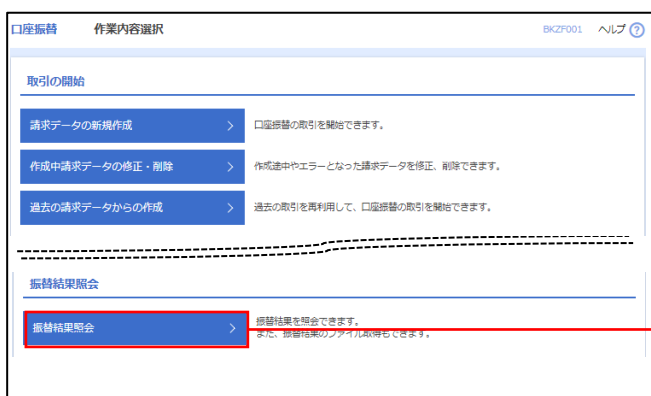 口座振替 作業内容選択 BKZF001 ヘルプ ?
取引の開始
請求データの新規作成 > 口座振替の取引を開始できます。
作成中請求データの修正・削除 > 作成途中やエラーとなった請求データを修正、削除できます。
過去の請求データからの作成 > 過去の取引を再利用して、口座振替の取引を開始できます。
振替結果照会
振替結果照会 > 振替結果を照会できます。
また、振替結果のファイル取得もできます。